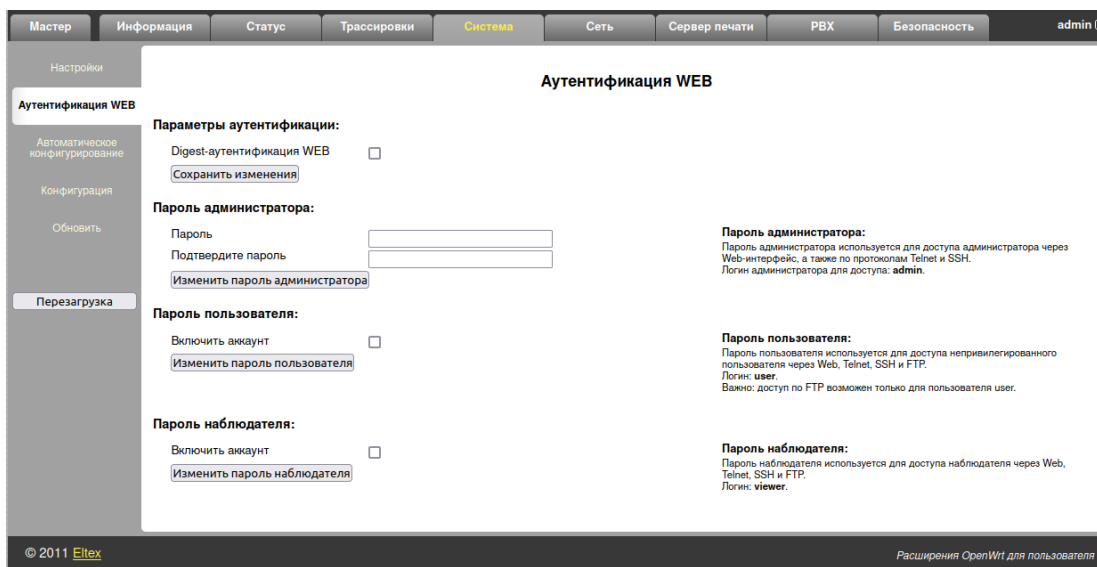 Мастер Информация Статус Трассировки Система Сеть Сервер печати PBX Безопасность admin
Настройки
Аутентификация WEB
Автоматическое
конфигурирование
Конфигурация
Обновить
Перезагрузка
Аутентификация WEB
Параметры аутентификации:
Digest-аутентификация WEB
Сохранить изменения
Пароль администратора:
Пароль
Подтвердите пароль
Изменить пароль администратора
Пароль администратора:
Пароль администратора используется для доступа администратора через
Web-интерфейс, а также по протоколам Telnet и SSH.
Логин администратора для доступа: admin.
Пароль пользователя:
Включить аккаунт
Изменить пароль пользователя
Пароль пользователя:
Пароль пользователя используется для доступа непривилегированного
пользователя через Web, Telnet, SSH и FTP.
Логин: user.
Важно: доступ по FTP возможен только для пользователя user.
Пароль наблюдателя:
Включить аккаунт
Изменить пароль наблюдателя
Пароль наблюдателя:
Пароль наблюдателя используется для доступа наблюдателя через Web,
Telnet, SSH и FTP.
Логин: viewer.
© 2011 Eltex
Расширения OpenWrt для пользователя